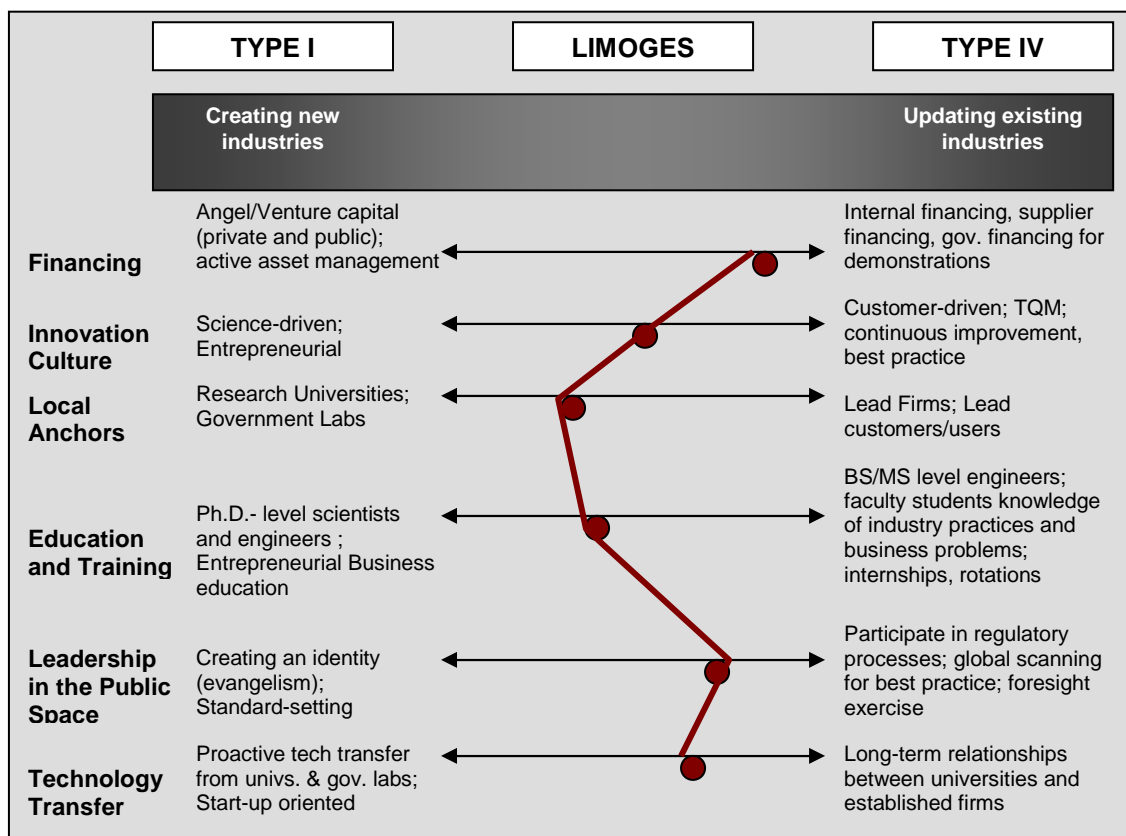 TYPE I
LIMOGES
TYPE IV
Creating new
industries
Updating existing
industries
Financing
Angel/Venture capital
(private and public);
active asset management
Internal financing, supplier
financing, gov. financing for
demonstrations
Innovation
Culture
Science-driven;
Entrepreneurial
Customer-driven; TQM;
continuous improvement,
best practice
Local
Anchors
Research Universities;
Government Labs
Lead Firms; Lead
customers/users
Education
and Training
Ph.D.- level scientists
and engineers ;
Entrepreneurial Business
education
BS/MS level engineers;
faculty students knowledge
of industry practices and
business problems;
internships, rotations
Leadership
in the Public
Space
Creating an identity
(evangelism);
Standard-setting
Participate in regulatory
processes; global scanning
for best practice; foresight
exercise
Technology
Transfer
Proactive tech transfer
from univs. & gov. labs;
Start-up oriented
Long-term relationships
between universities and
established firms